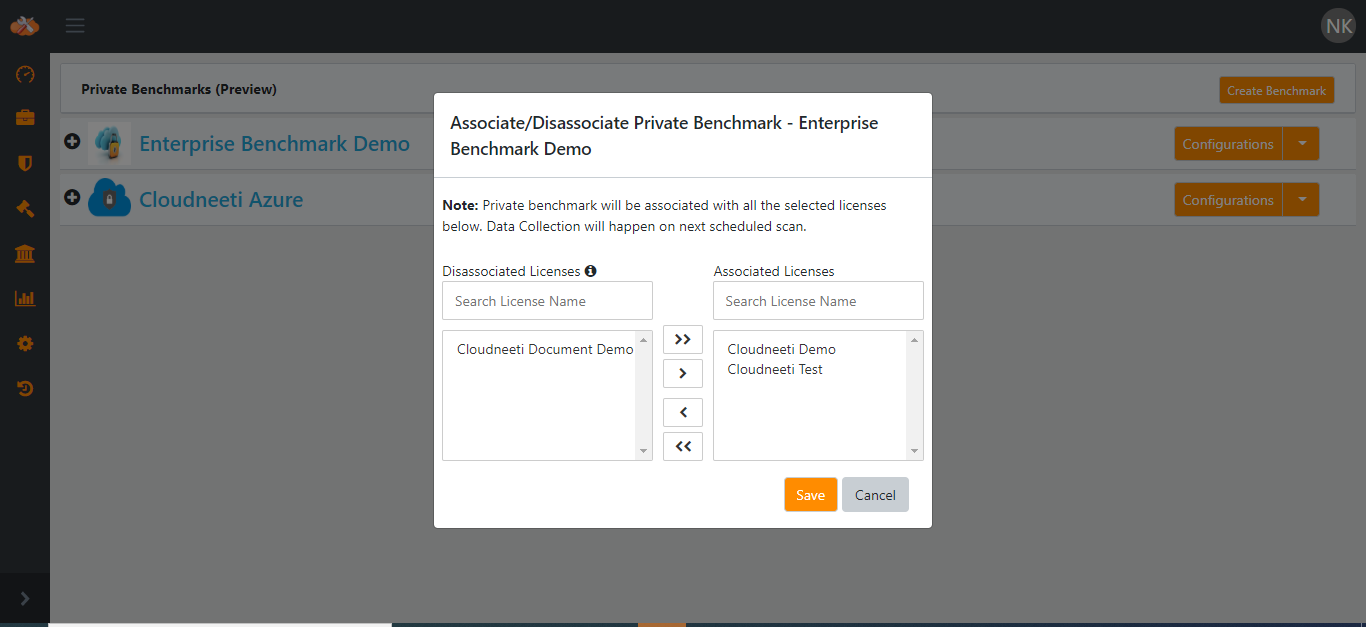 NK
Private Benchmarks (Preview)
Create Benchmark
Enterprise Benchmark Demo
Configurations
Cloudneeti Azure
Configurations
Associate/Disassociate Private Benchmark - Enterprise
Benchmark Demo
Note: Private benchmark will be associated with all the selected licenses
below. Data Collection will happen on next scheduled scan.
Disassociated Licenses
Associated Licenses
Search License Name
Search License Name
Cloudneeti Document Demo
Cloudneeti Demo
Cloudneeti Test
Save
Cancel